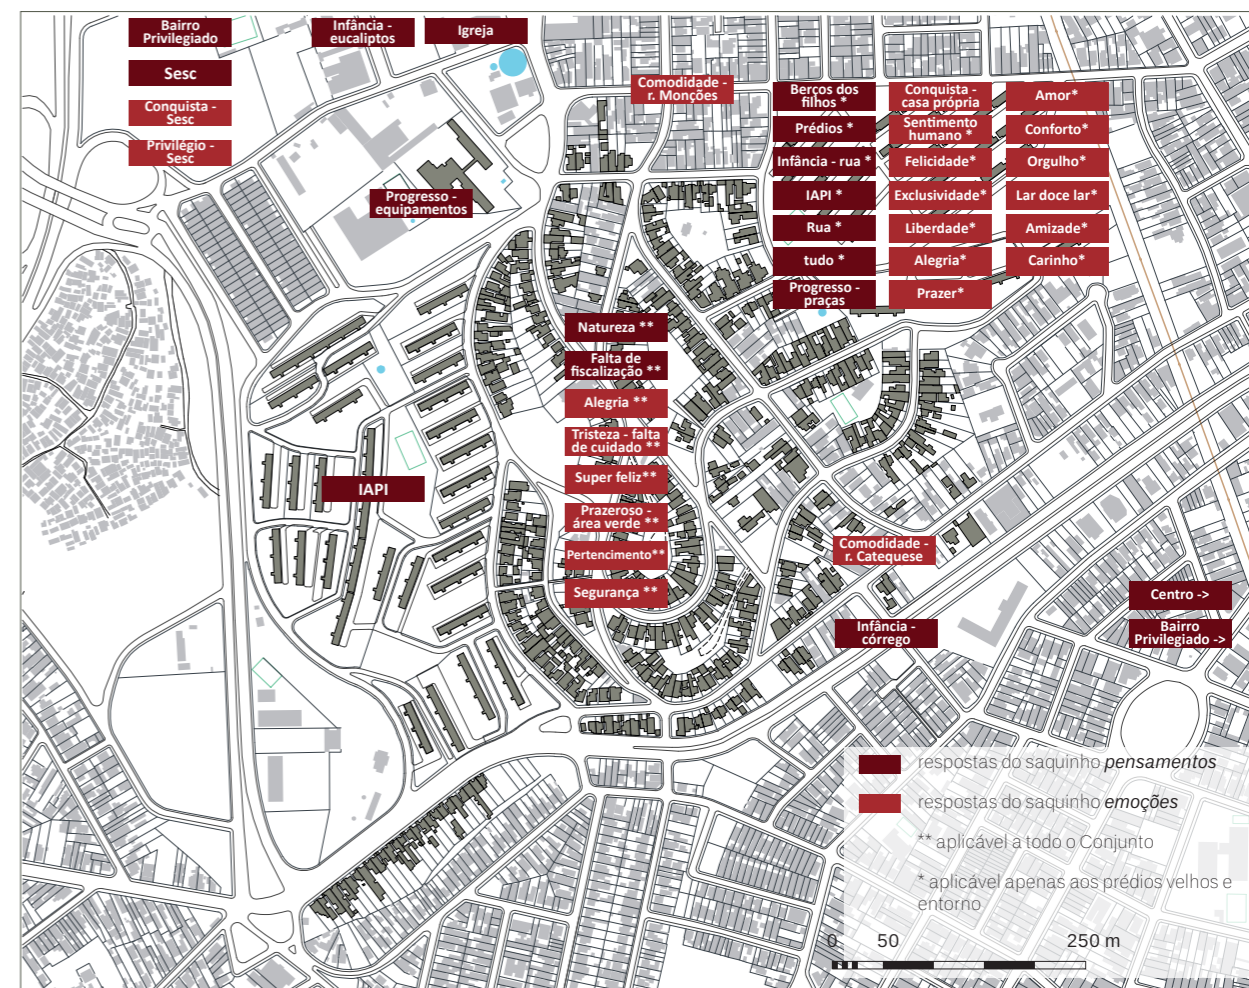 Bairro
Privilegiado
Infância -
eucaliptos
Igreja
Sesc
Conquista -
Sesc
Privilégio -
Sesc
Comodidade -
r. Monções
Progresso -
equipamentos
Berços dos
filhos *
Prédios *
Infância - rua *
IAPI *
Rua *
tudo *
Progresso -
praças
Conquista -
casa própria
Sentimento
humano *
Felicidade*
Exclusividade*
Liberdade*
Alegria*
Prazer*
Amor*
Conforto*
Orgulho*
Lar doce lar*
Amizade*
Carinho*
Natureza **
Falta de
fiscalização **
Alegria **
Tristeza - falta
de cuidado **
Super feliz**
Prazeroso -
área verde **
Pertencimento**
Segurança **
IAPI
Comodidade -
r. Catequese
Infância -
córrego
Centro ->
Bairro
Privilegiado ->
respostas do saquinho pensamentos
respostas do saquinho emoções
** aplicável a todo o Conjunto
* aplicável apenas aos prédios velhos e
entorno
0 50 250 m